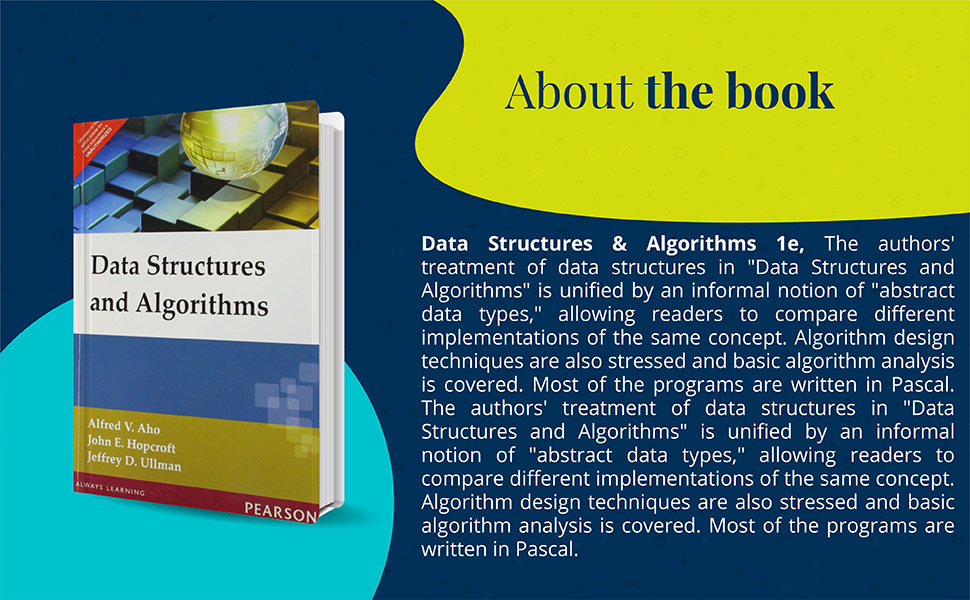 About the book
UNAUTHORIZED
Data Structures
and Algorithms
Alfred V. Aho
John E. Hopcroft
Jeffrey D. Ullman
ALWAYS LEARNING
PEARSON
Data Structures & Algorithms 1e, The authors'
treatment of data structures in "Data Structures and
Algorithms" is unified by an informal notion of "abstract
data types," allowing readers to compare different
implementations of the same concept. Algorithm design
techniques are also stressed and basic algorithm analysis
is covered. Most of the programs are written in Pascal.
The authors' treatment of data structures in "Data
Structures and Algorithms" is unified by an informal
notion of "abstract data types," allowing readers to
compare different implementations of the same concept.
Algorithm design techniques are also stressed and basic
algorithm analysis is covered. Most of the programs are
written in Pascal.